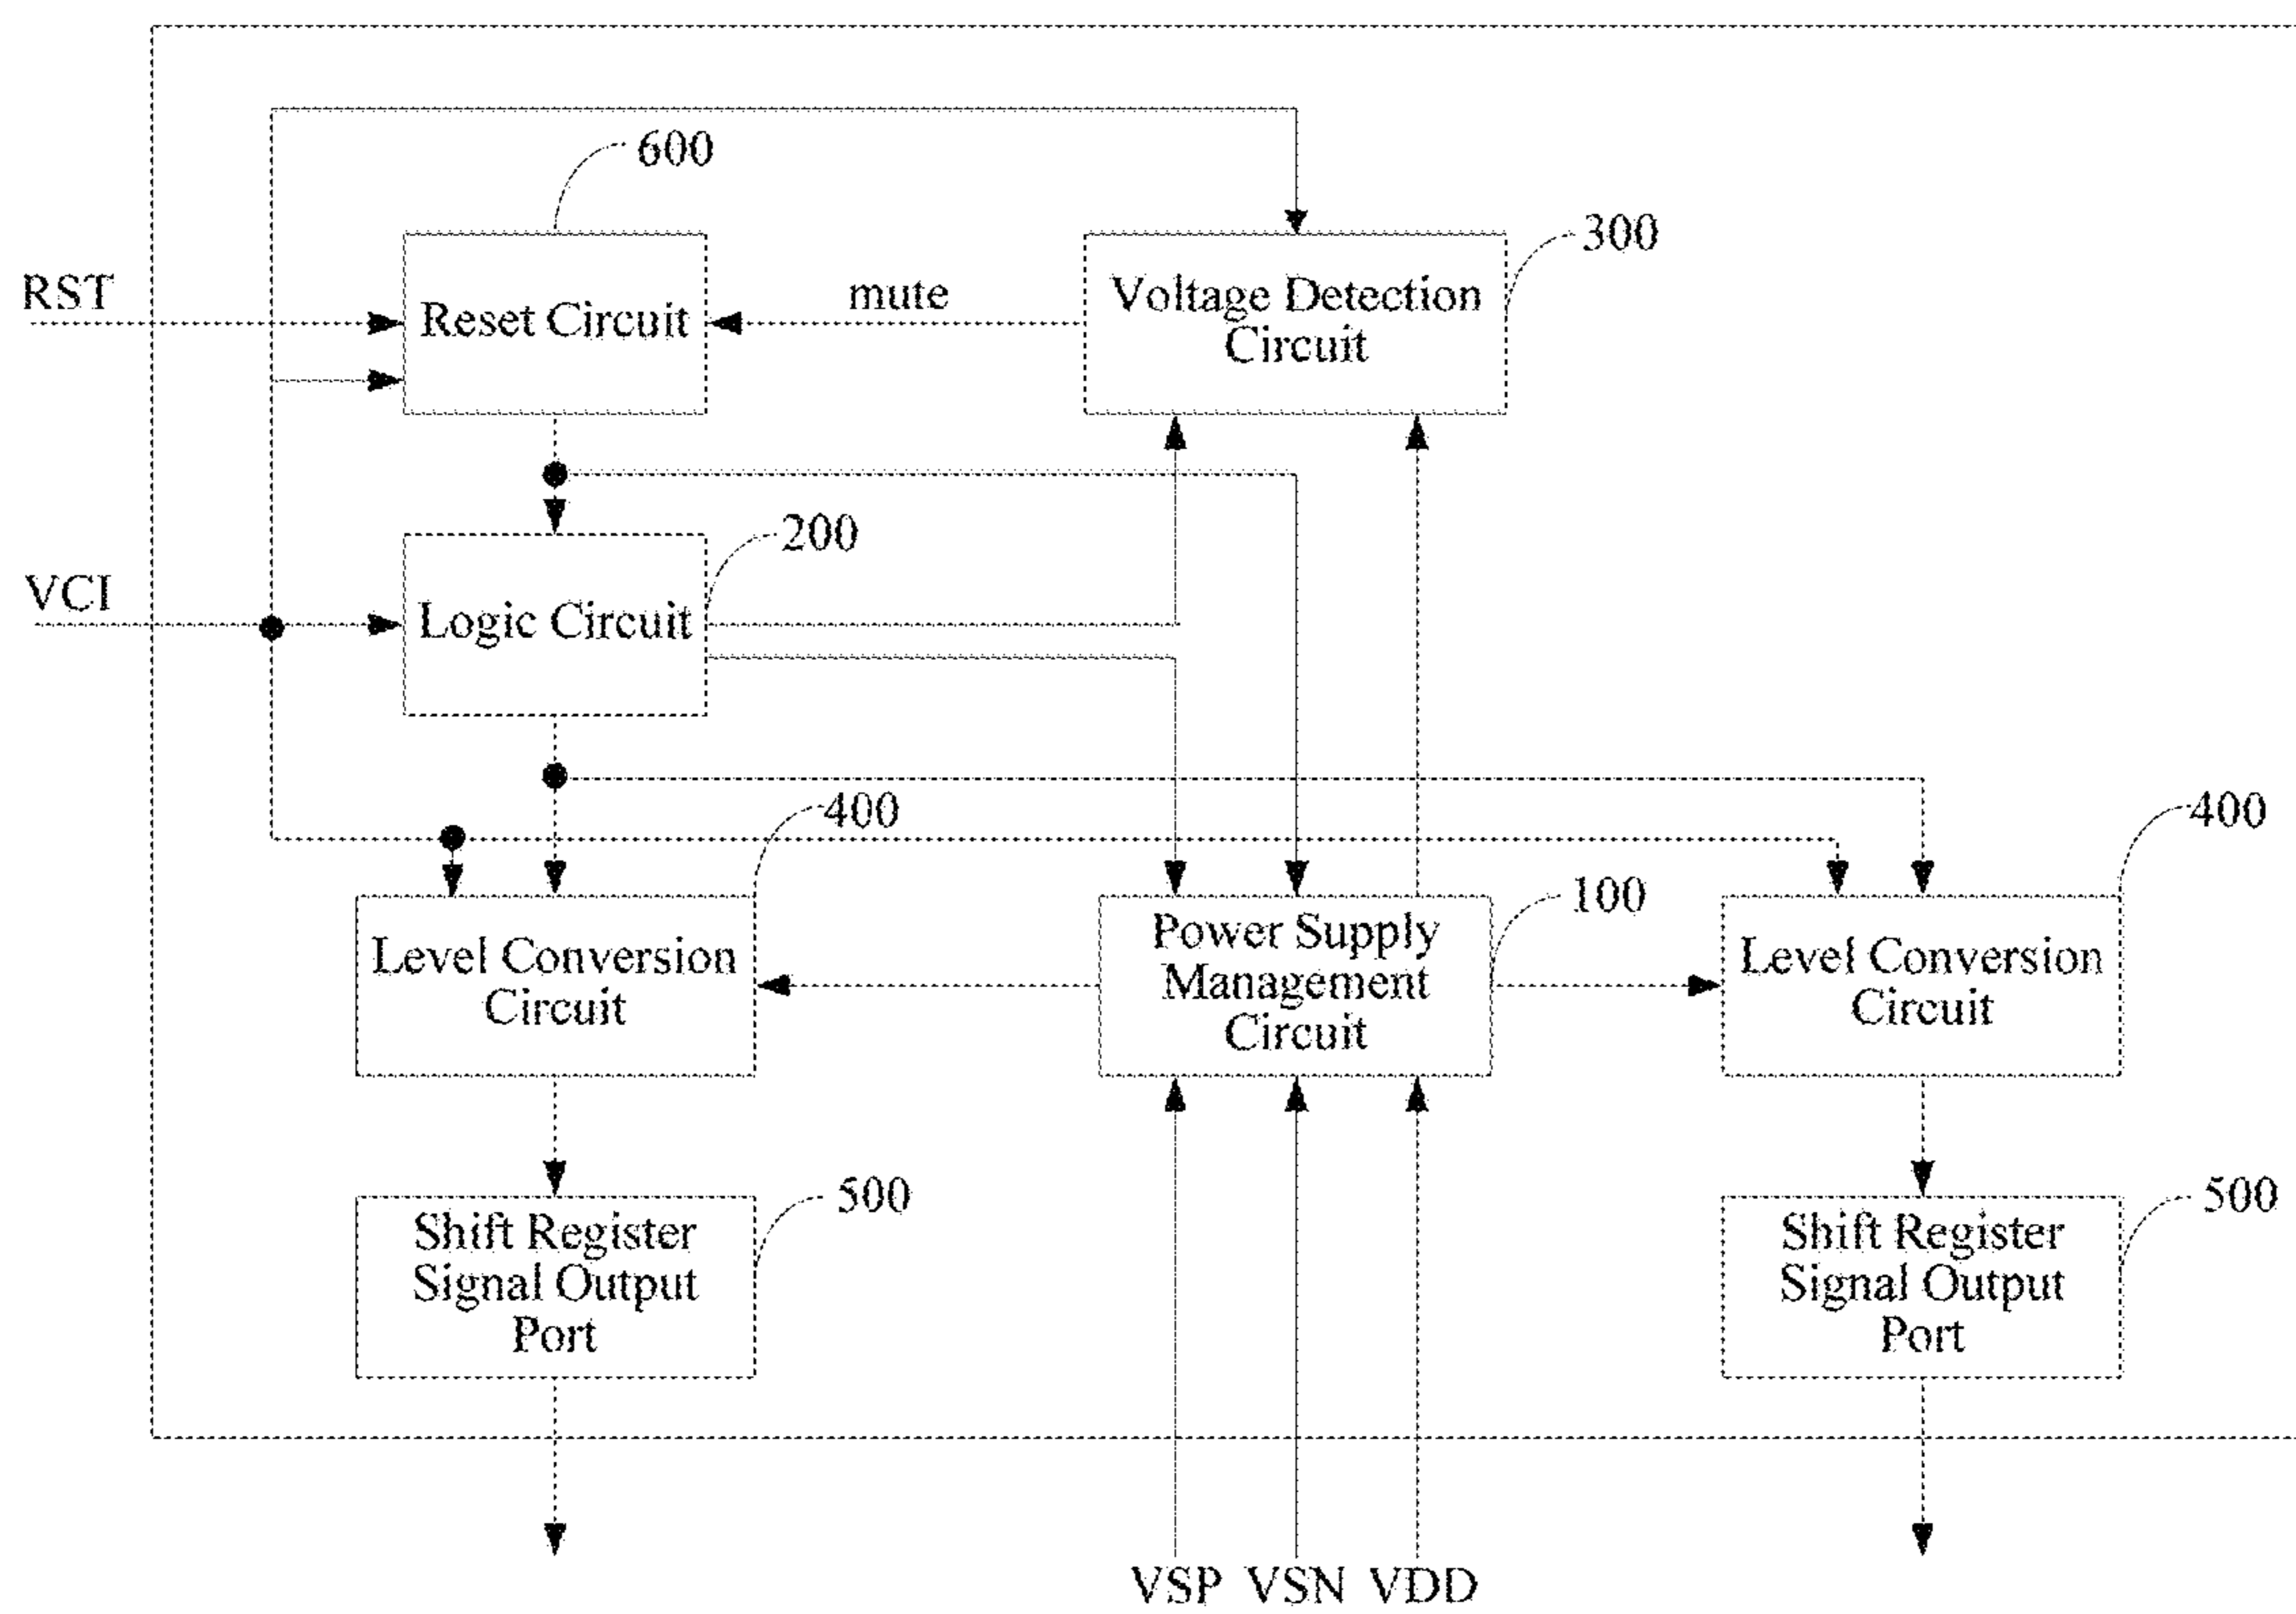 600
300
RST
Reset Circuit
mute
Voltage Detection
Circuit
200
VCI
Logic Circuit
400
400
100
Level Conversion
Circuit
Power Supply
Management
Circuit
Level Conversion
Circuit
500
500
Shift Register
Signal Output
Port
Shift Register
Signal Output
Port
VSP VSN VDD